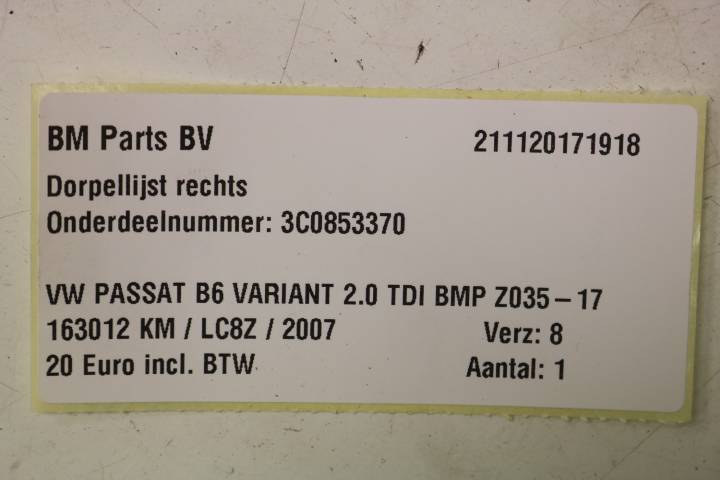 BM Parts BV 211120171918
Dorpellijst rechts
Onderdeelnummer: 3C0853370
VW PASSAT B6 VARIANT 2.0 TDI BMP Z035-17
163012 KM / LC8Z / 2007 Verz: 8
20 Euro incl. BTW Aantal: 1